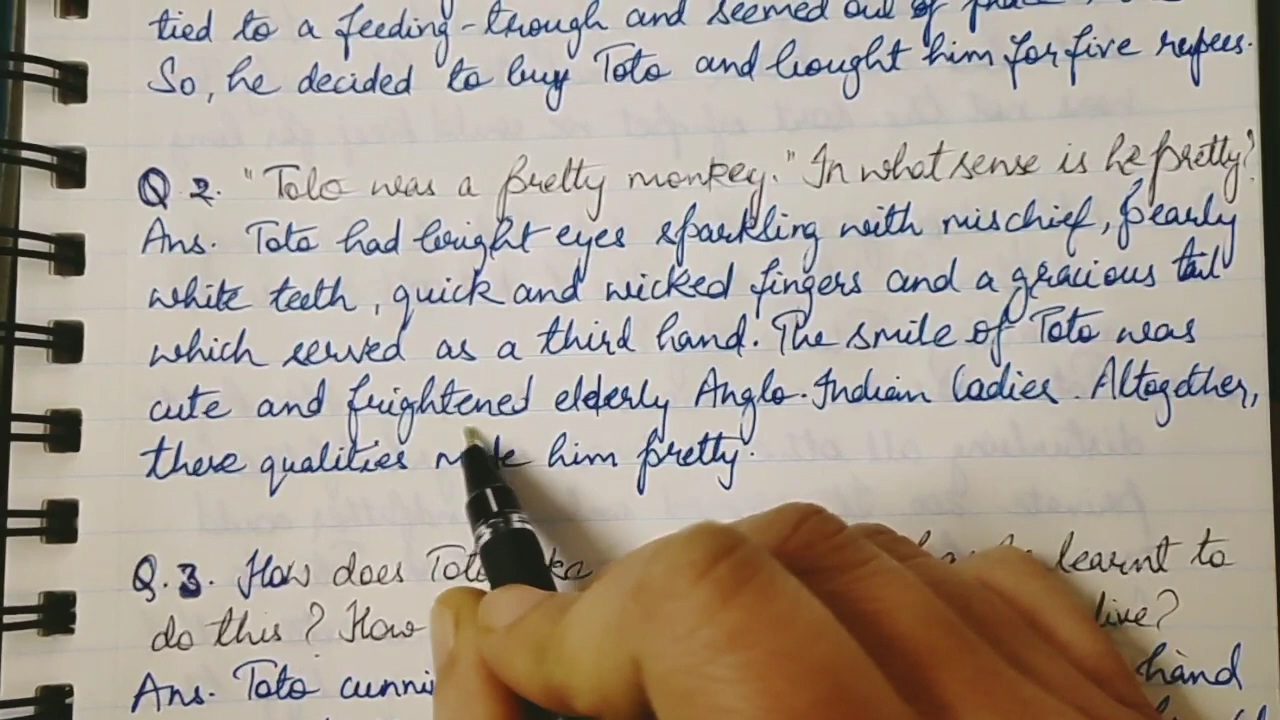 tied to a feeding-trough and seemed out of
So, he decided to buy Toto and bought him for five rupees.
Q 2. "Toto was a pretty monkey." In what sense is he pretty?
Ans. Toto had bright eyes sparkling with mischief, pearly
white teeth, quick and wicked fingers and a gracious tail
which served as a third hand. The smile of Toto was
cute and frightened elderly Anglo-Indian ladies. Altogether,
these qualities make him pretty.
Q.3. How does Toto learnt to
do this? How live?
Ans. Toto hand